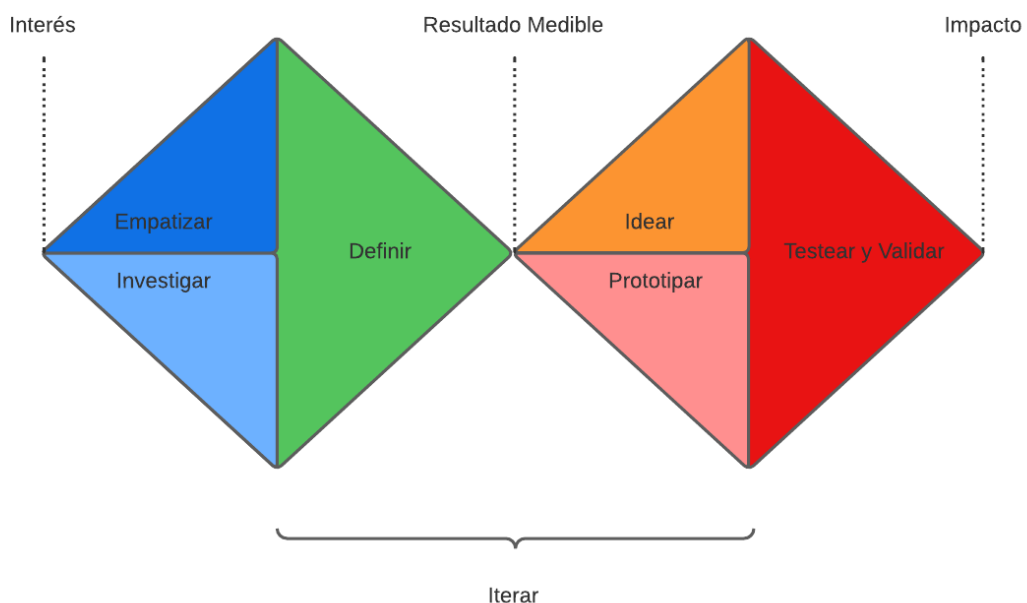 Interés
Resultado Medible
Impacto
Empatizar
Investigar
Definir
Idear
Prototipar
Testear y Validar
Iterar